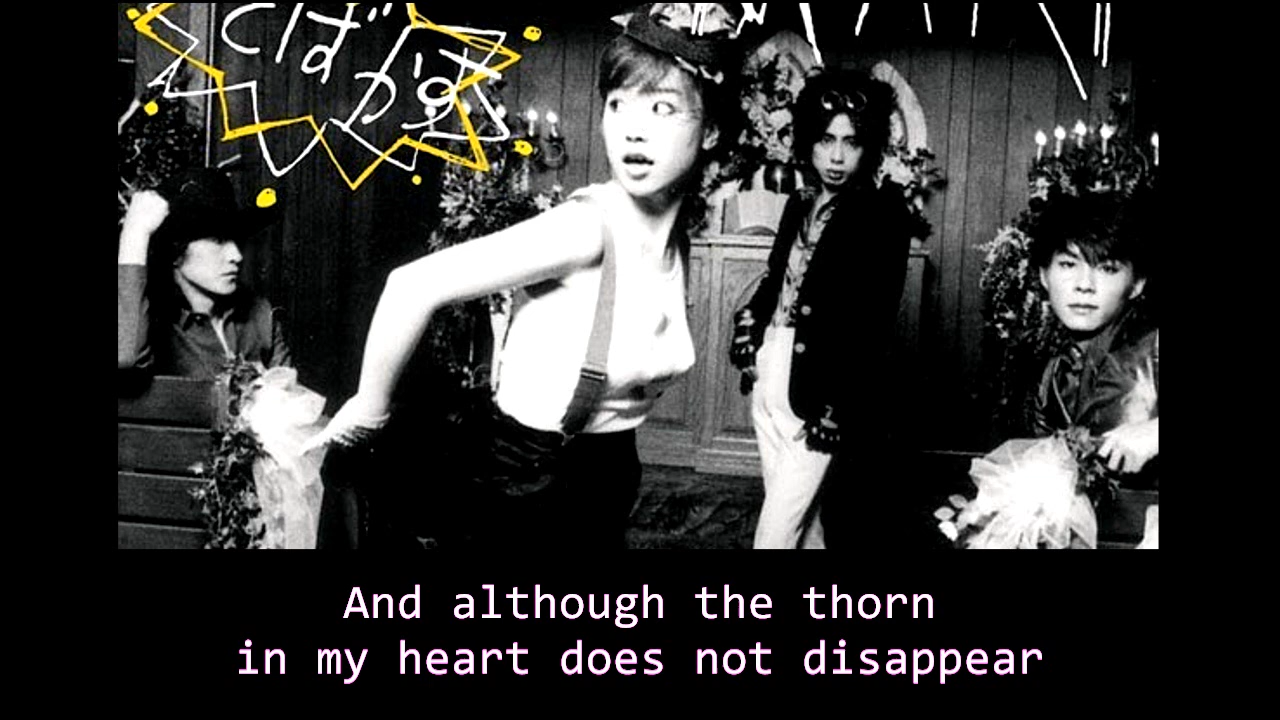 そば
かす
And although the thorn
in my heart does not disappear